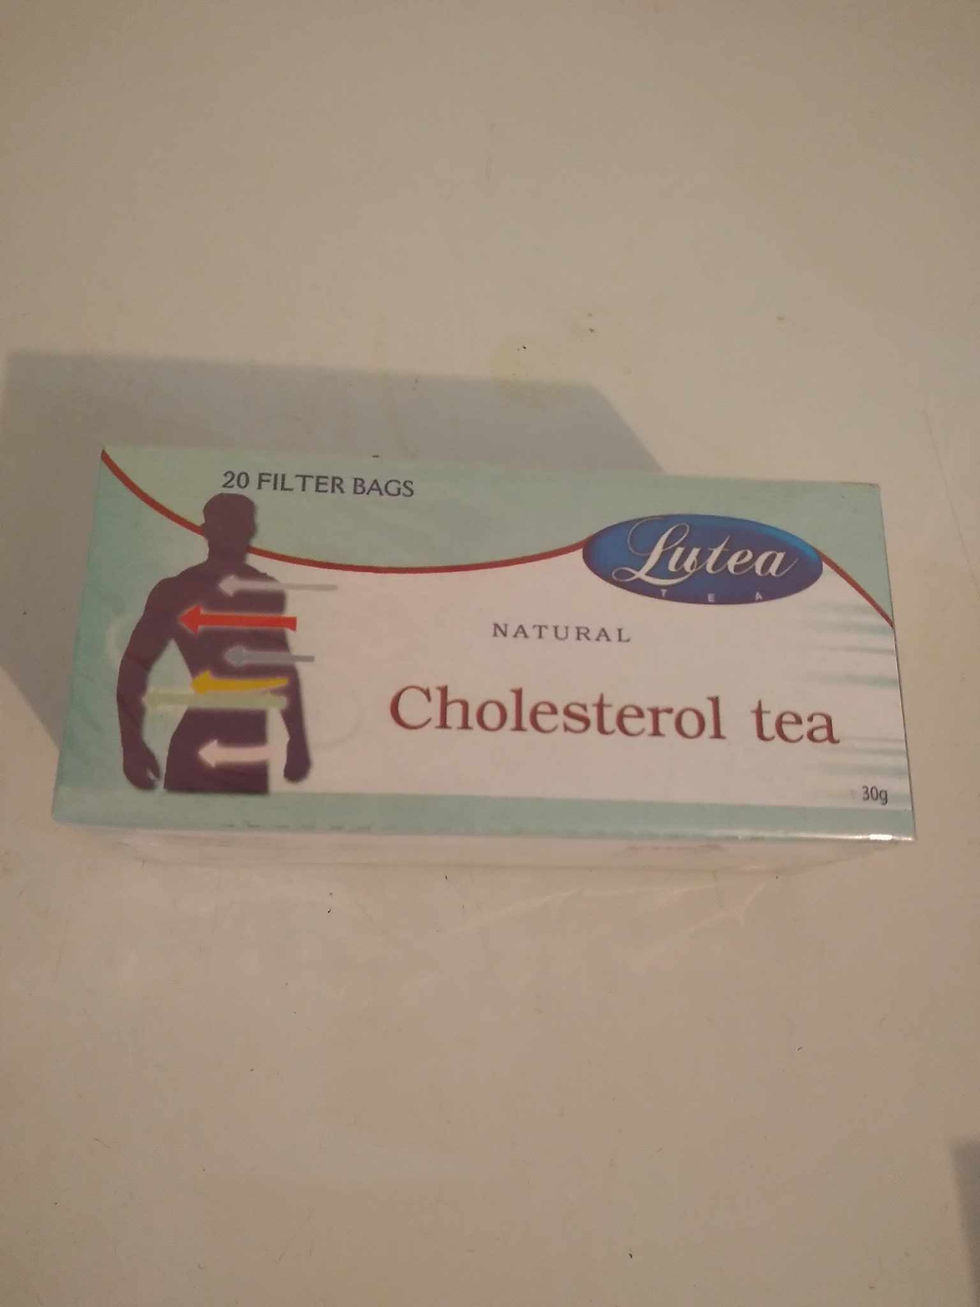 20 FILTER BAGS
Lutea
TEA
NATURAL
Cholesterol tea
30g